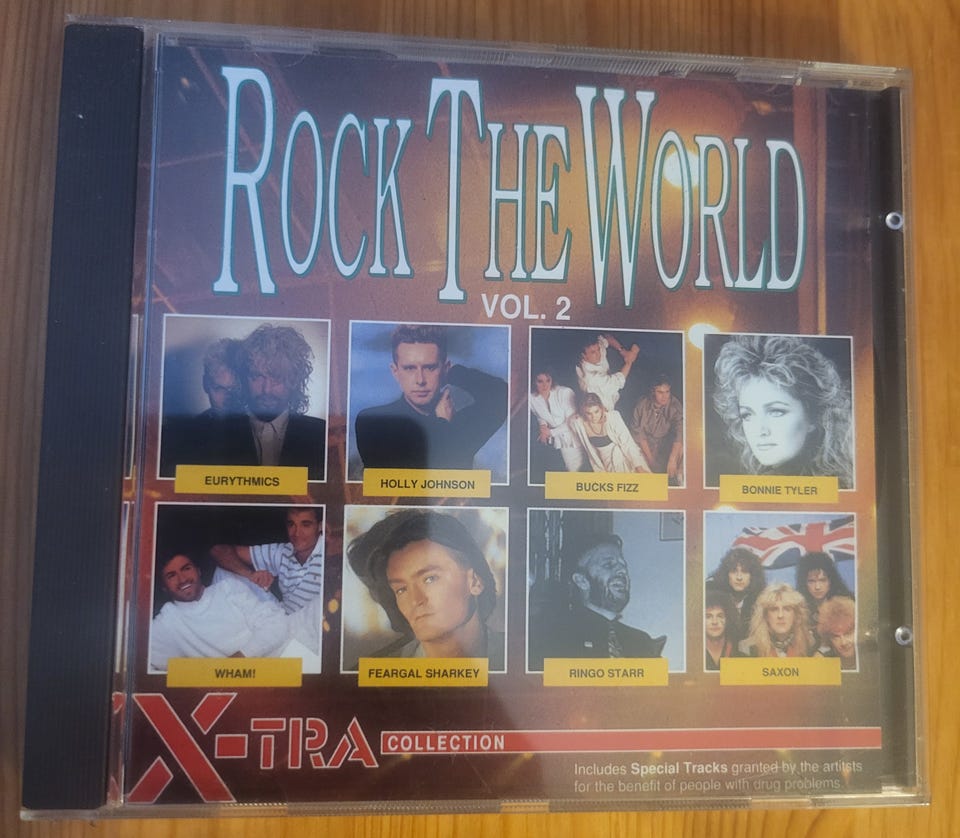 ROCK THE WORLD
VOL. 2
EURYTHMICS
HOLLY JOHNSON
BUCKS FIZZ
BONNIE TYLER
WHAM!
FEARGAL SHARKEY
RINGO STARR
SAXON
X-TRA COLLECTION
Includes Special Tracks granted by the artitsts
for the benefit of people with drug problems.